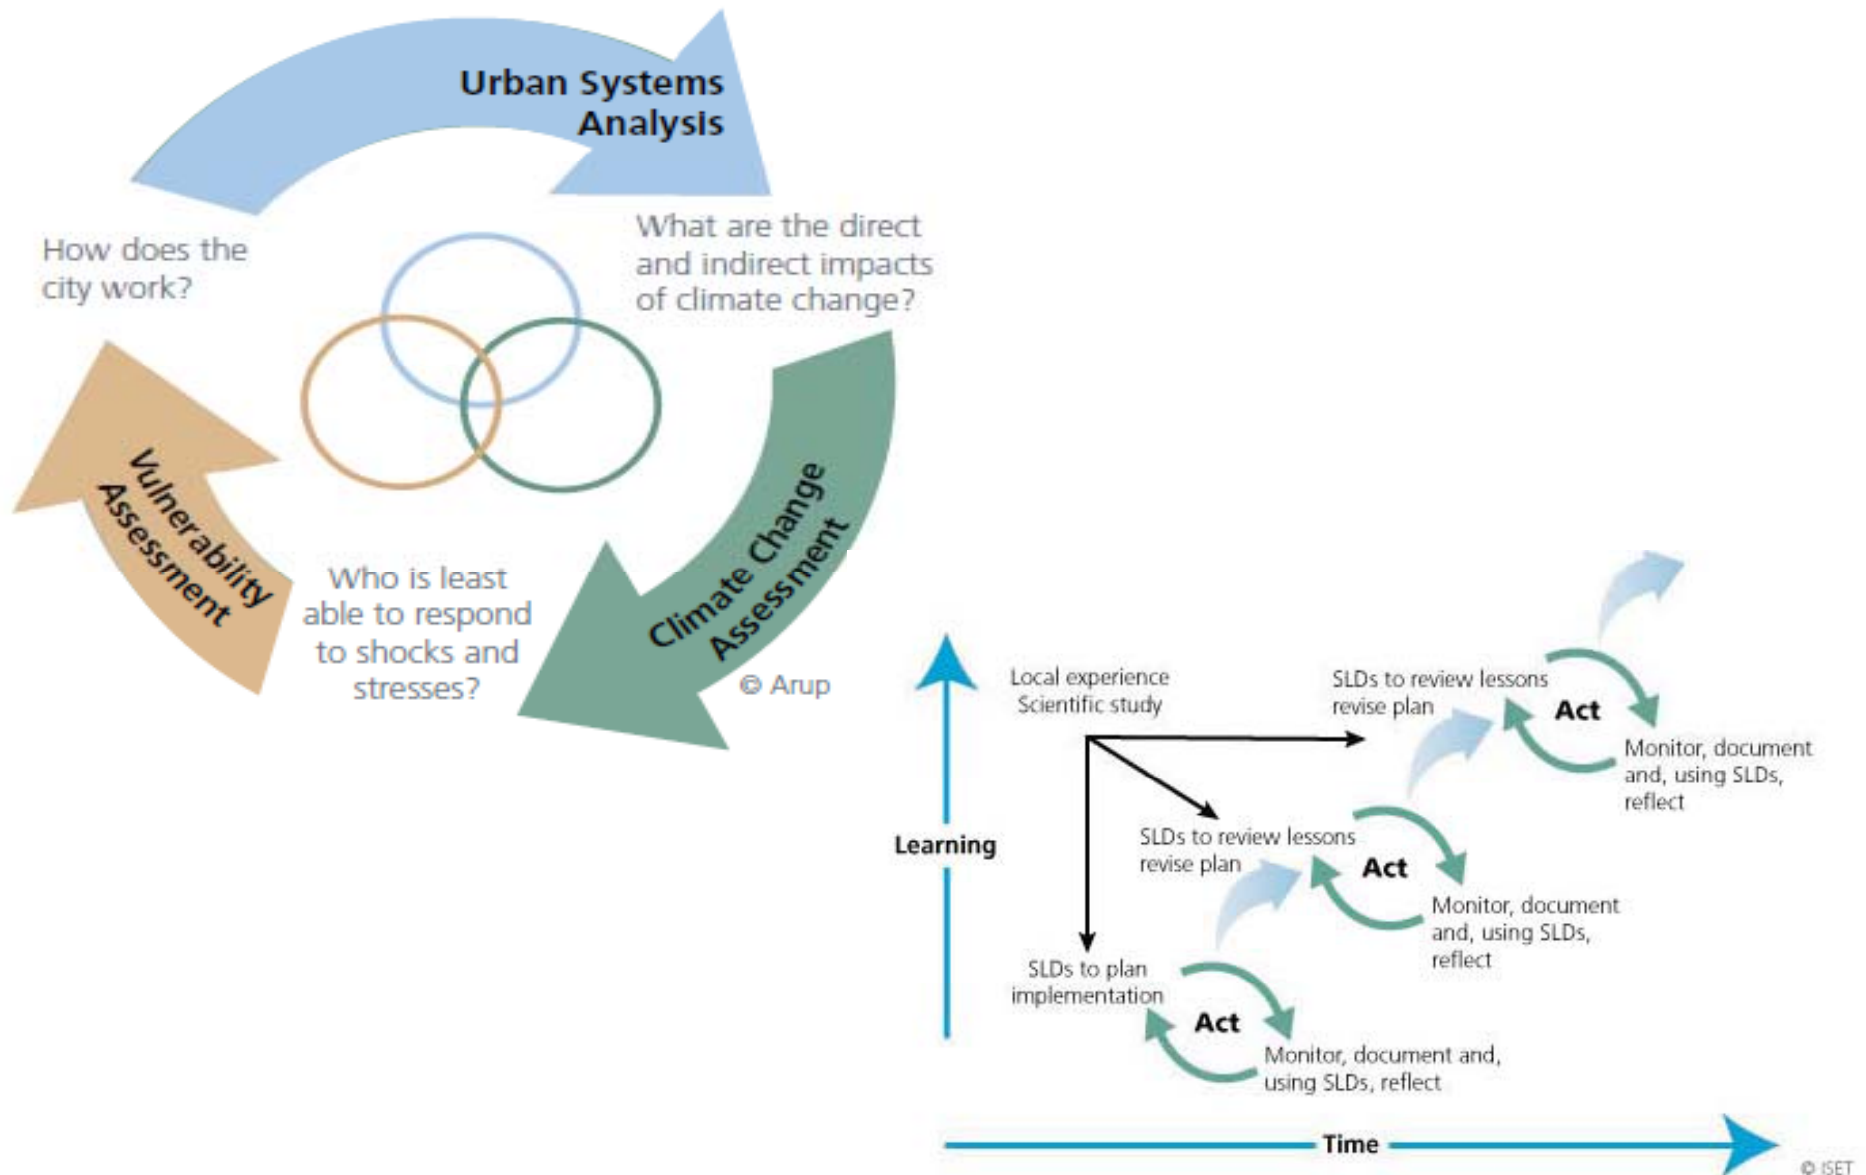 Urban Systems
Analysis
How does the
city work?
What are the direct
and indirect impacts
of climate change?
Vulnerability
Assessment
Who is least
able to respond
to shocks and
stresses?
Climate Change
Assessment
© Arup
Learning
Local experience
Scientific study
SLDs to review lessons
revise plan
Act
Monitor, document
and, using SLDs,
reflect
SLDs to review lessons
revise plan
Act
Monitor, document
and, using SLDs,
reflect
SLDs to plan
implementation
Act
Monitor, document and,
using SLDs, reflect
Time
© ISET